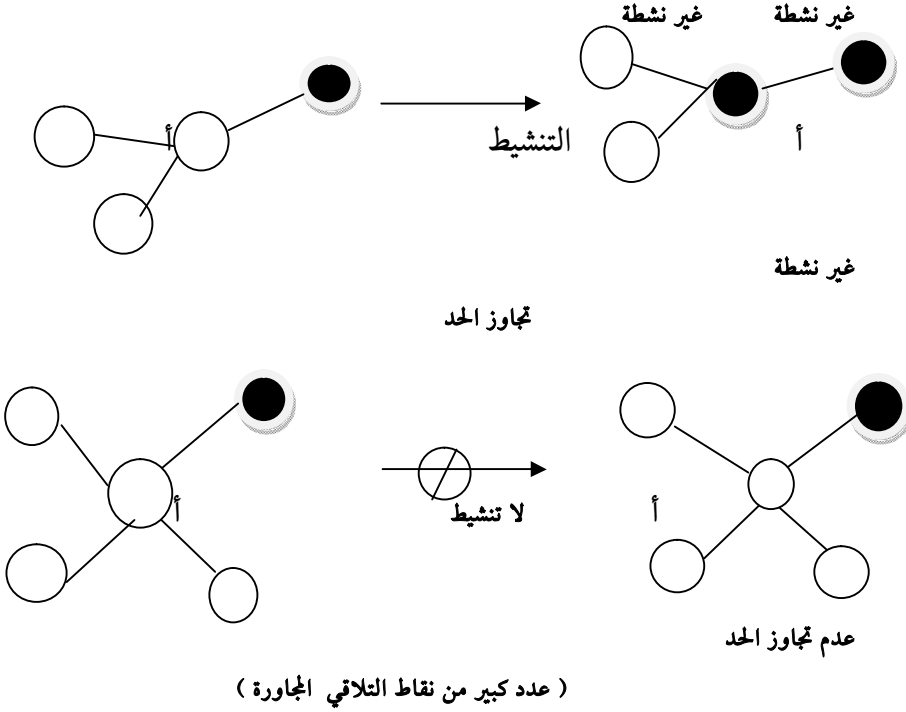 غير نشطة
غير نشطة
أ
أ
التنشيط
غير نشطة
تجاوز الحد
أ
أ
لا تنشيط
عدم تجاوز الحد
( عدد كبير من نقاط التلاقي المجاورة )